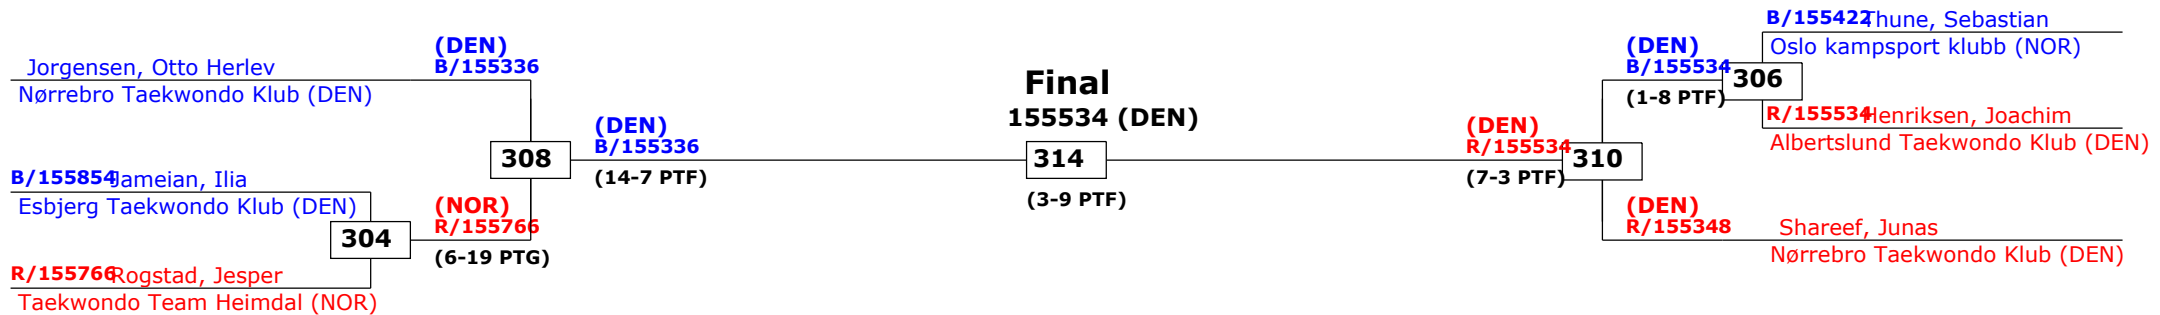 (DEN)
B/155336
Jorgensen, Otto Herlev
Nørrebro Taekwondo Klub (DEN)
308
(DEN)
B/155336
(14-7 PTF)
B/155854 Jameian, Ilia
Esbjerg Taekwondo Klub (DEN)
304
(NOR)
R/155766
(6-19 PTG)
R/155766 Rogstad, Jesper
Taekwondo Team Heimdal (NOR)
Final
155534 (DEN)
314
(3-9 PTF)
B/155422 Thune, Sebastian
Oslo kampsport klubb (NOR)
(DEN)
B/155534
306
(1-8 PTF)
R/155534 Henriksen, Joachim
Albertslund Taekwondo Klub (DEN)
(DEN)
R/155534
310
(7-3 PTF)
(DEN)
R/155348
Shareef, Junas
Nørrebro Taekwondo Klub (DEN)